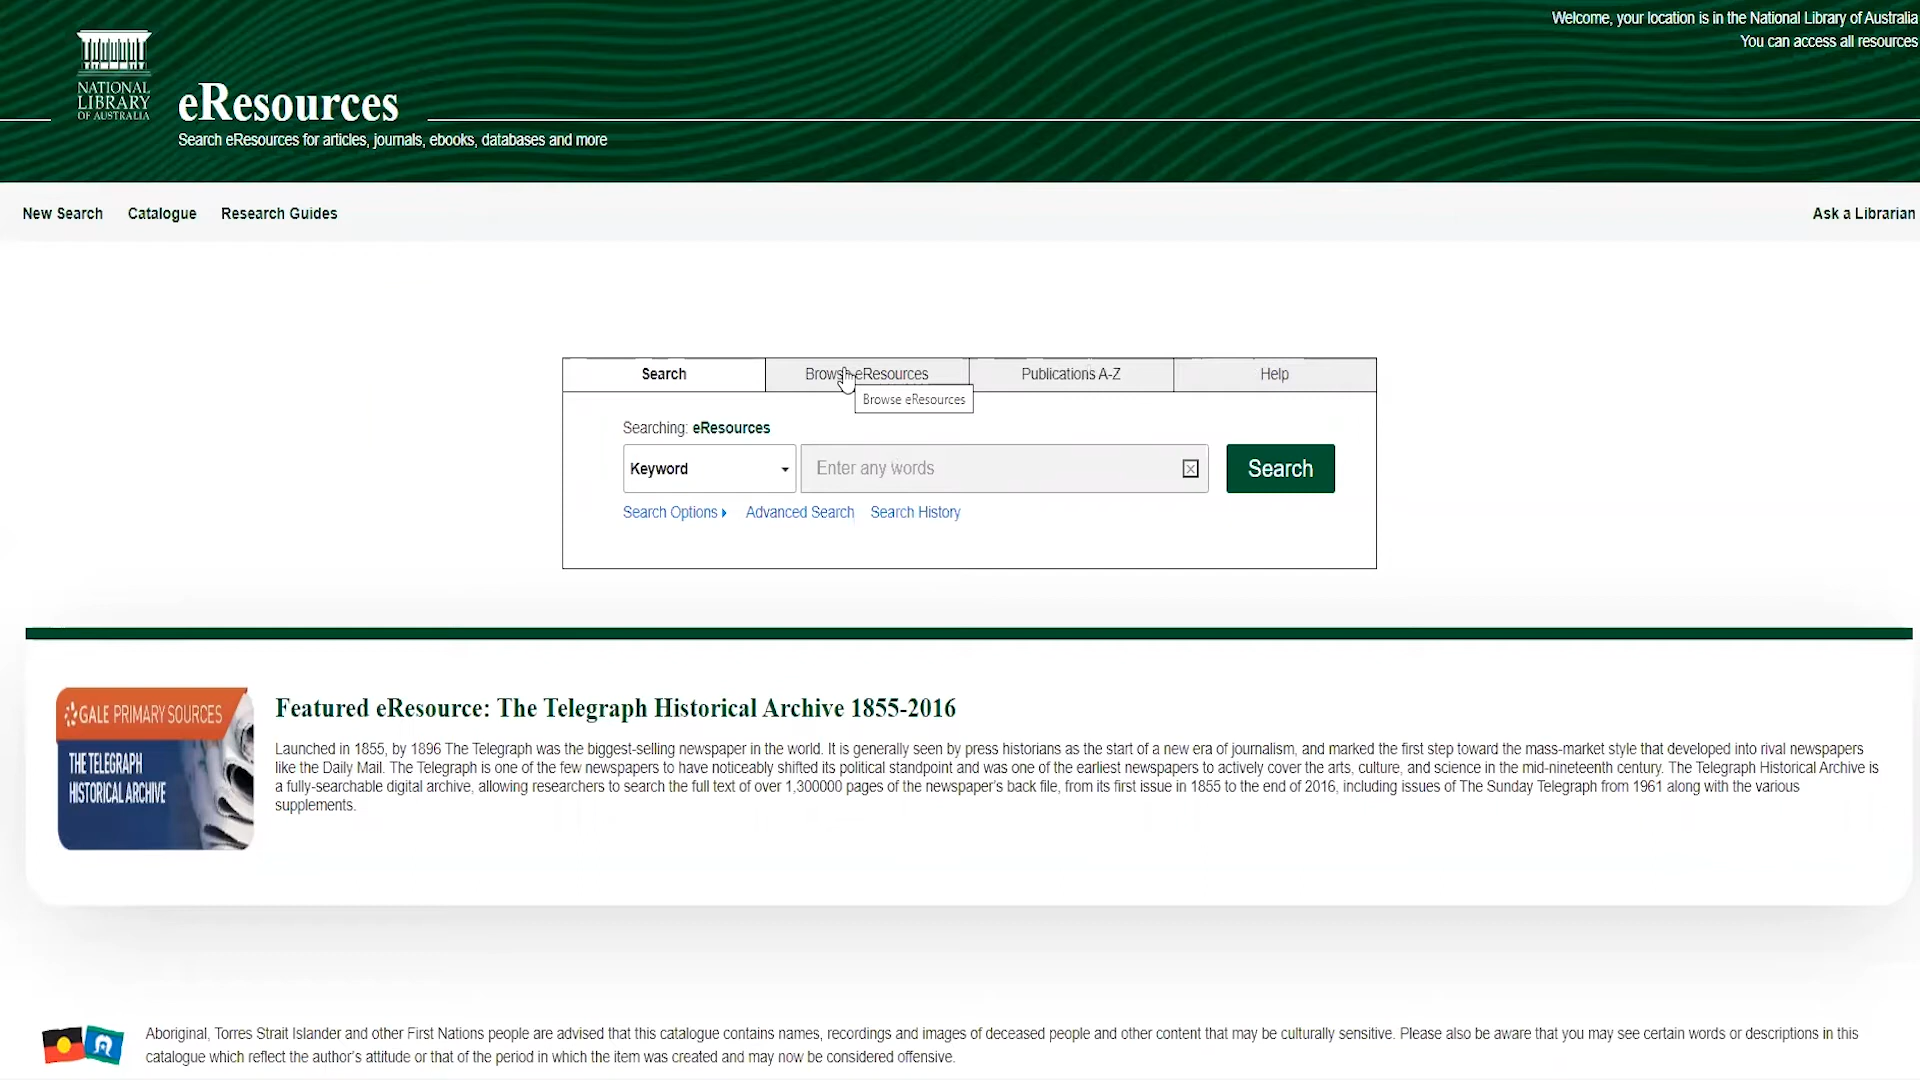 Welcome, your location is in the National Library of Australia
You can access all resources
NATIONAL
LIBRARY
OF AUSTRALIA
eResources
Search eResources for articles, journals, ebooks, databases and more
New Search Catalogue Research Guides Ask a Librarian
Search Browse eResources Publications A-Z Help
Browse eResources
Searching: eResources
Keyword Enter any words Search
Search Options Advanced Search Search History
GALE PRIMARY SOURCES
THE TELEGRAPH
HISTORICAL ARCHIVE
Featured eResource: The Telegraph Historical Archive 1855-2016
Launched in 1855, by 1896 The Telegraph was the biggest-selling newspaper in the world. It is generally seen by press historians as the start of a new era of journalism, and marked the first step toward the mass-market style that developed into rival newspapers
like the Daily Mail. The Telegraph is one of the few newspapers to have noticeably shifted its political standpoint and was one of the earliest newspapers to actively cover the arts, culture, and science in the mid-nineteenth century. The Telegraph Historical Archive is
a fully-searchable digital archive, allowing researchers to search the full text of over 1,300000 pages of the newspaper's back file, from its first issue in 1855 to the end of 2016, including issues of The Sunday Telegraph from 1961 along with the various
supplements.
Aboriginal, Torres Strait Islander and other First Nations people are advised that this catalogue contains names, recordings and images of deceased people and other content that may be culturally sensitive. Please also be aware that you may see certain words or descriptions in this
catalogue which reflect the author's attitude or that of the period in which the item was created and may now be considered offensive.